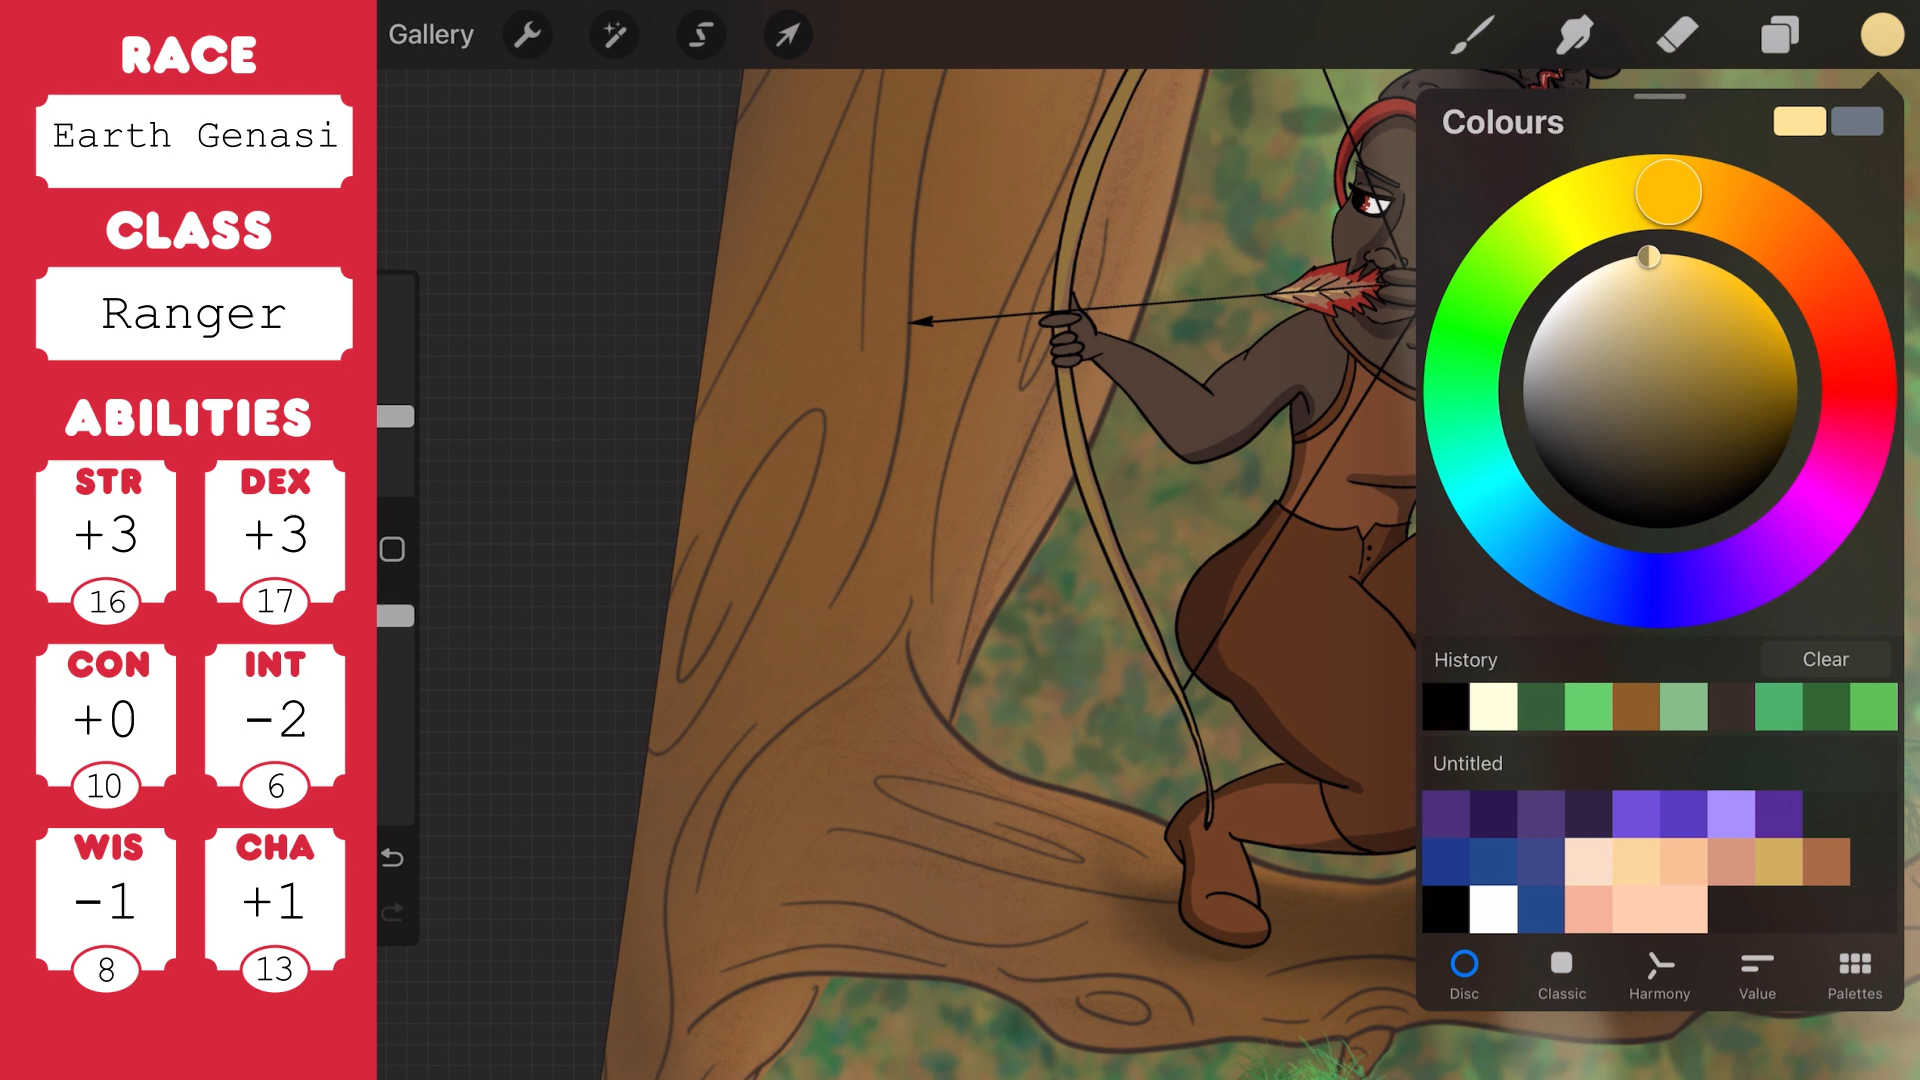 RACE
Earth Genasi
CLASS
Ranger
ABILITIES
STR DEX
+3 +3
16 17
CON INT
+0 -2
10 6
WIS CHA
-1 +1
8 13
Gallery
Colours
History Clear
Untitled
Disc Classic Harmony Value Palettes